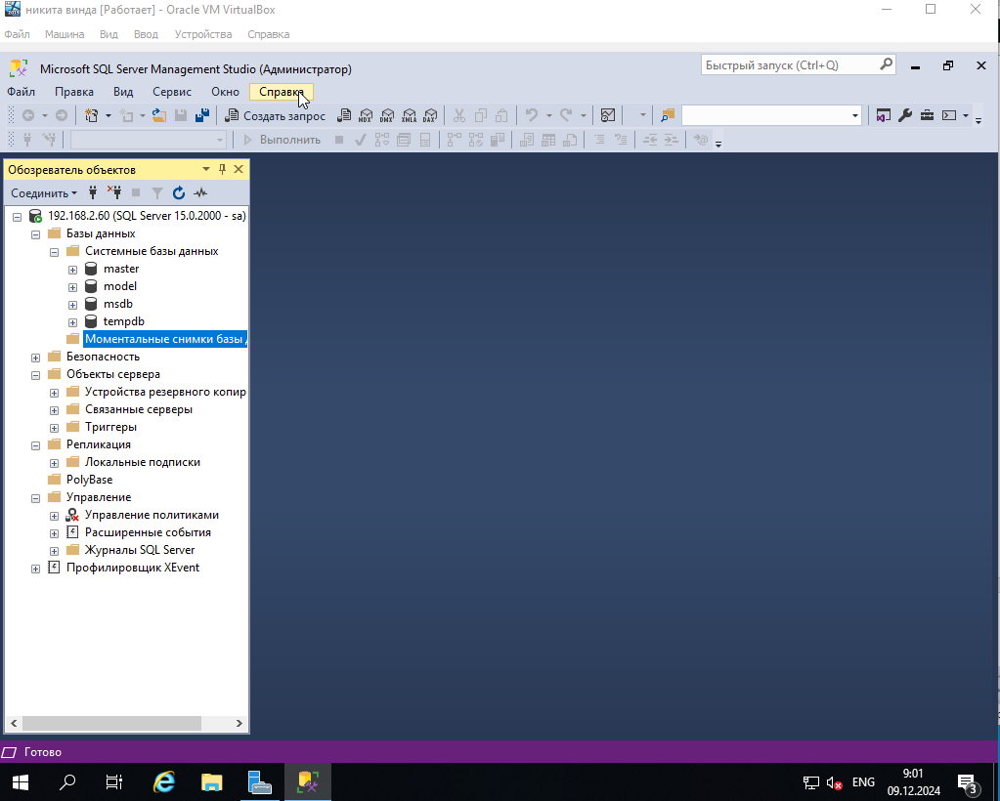 никита винда [Работает] - Oracle VM VirtualBox
Файл Машина Вид Ввод Устройства Справка
Microsoft SQL Server Management Studio (Администратор)
Быстрый запуск (Ctrl+Q)
Файл Правка Вид Сервис Окно Справка
Создать запрос
MDX DMX XMLA DAX
Выполнить
Обозреватель объектов
Соединить
192.168.2.60 (SQL Server 15.0.2000 - sa)
Базы данных
Системные базы данных
master
model
msdb
tempdb
Моментальные снимки базы
Безопасность
Объекты сервера
Устройства резервного копир
Связанные серверы
Триггеры
Репликация
Локальные подписки
PolyBase
Управление
Управление политиками
Расширенные события
Журналы SQL Server
Профилировщик XEvent
Готово
ENG
9:01
09.12.2024
3